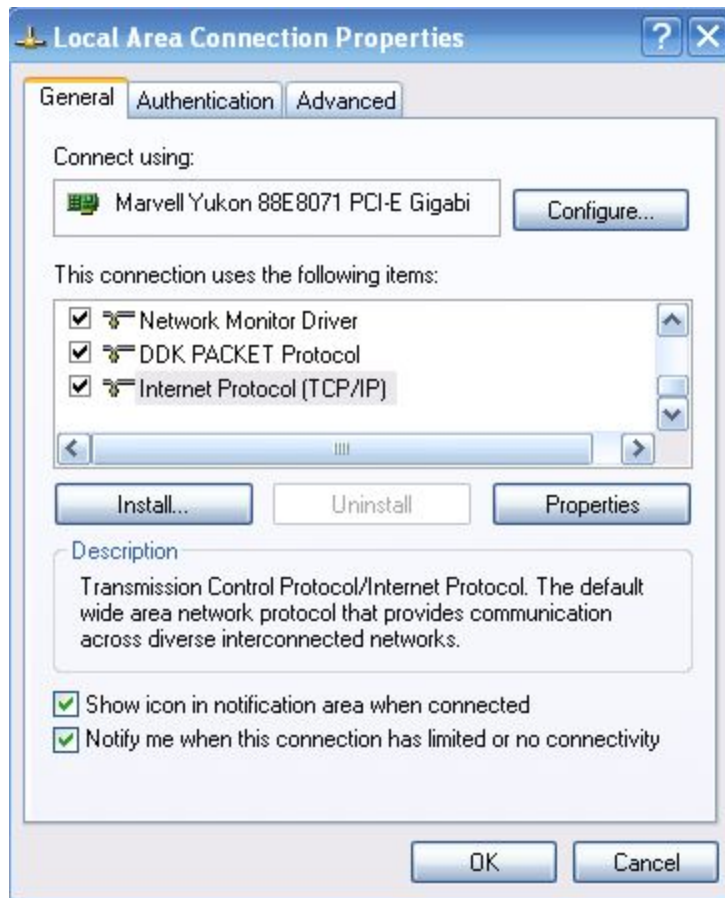 Local Area Connection Properties
General Authentication Advanced
Connect using:
Marvell Yukon 88E8071 PCI-E Gigabi
Configure...
This connection uses the following items:
Network Monitor Driver
DDK PACKET Protocol
Internet Protocol (TCP/IP)
Install... Uninstall Properties
Description
Transmission Control Protocol/Internet Protocol. The default
wide area network protocol that provides communication
across diverse interconnected networks.
Show icon in notification area when connected
Notify me when this connection has limited or no connectivity
OK Cancel